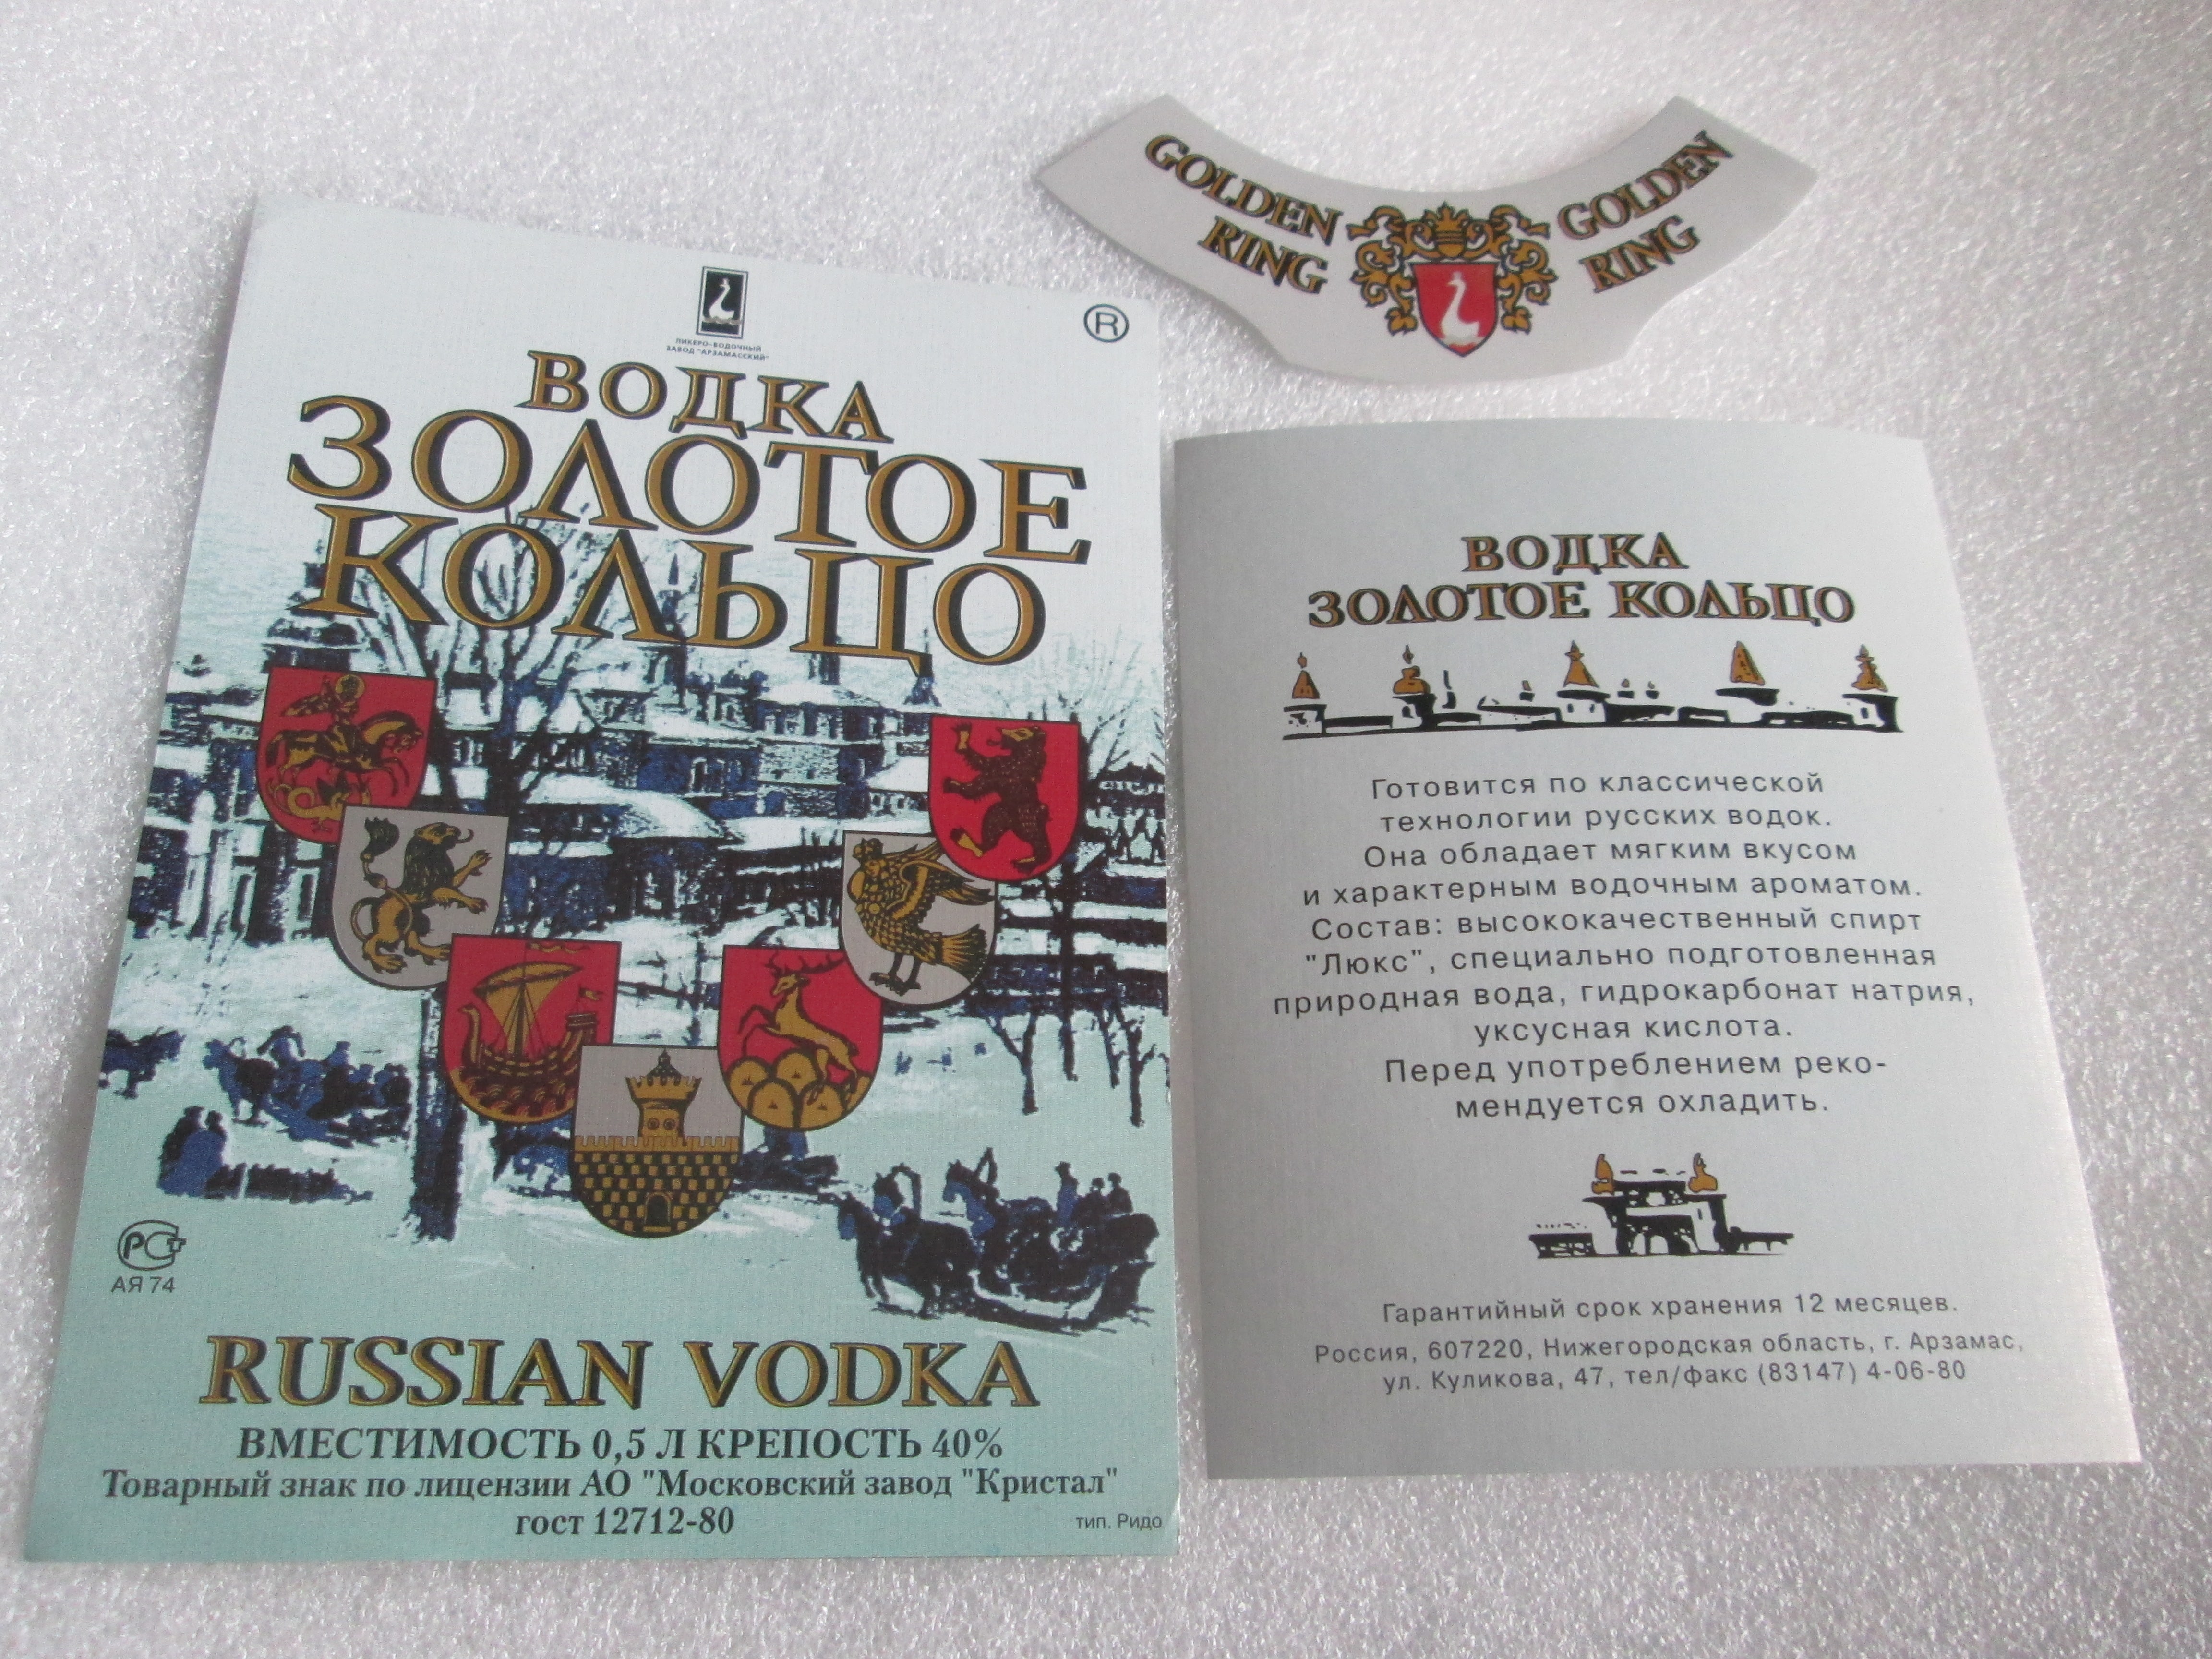 ЛИКЕРО-ВОДОЧНЫЙ
ЗАВОД "АРЗАМАССКИЙ"
®
ВОДКА
ЗОЛОТОЕ
КОЛЬЦО
РСТ
АЯ 74
RUSSIAN VODKA
ВМЕСТИМОСТЬ 0,5 Л КРЕПОСТЬ 40%
Товарный знак по лицензии АО "Московский завод "Кристал"
гост 12712-80
тип. Ридо
GOLDEN
RING
GOLDEN
RING
ВОДКА
ЗОЛОТОЕ КОЛЬЦО
Готовится по классической
технологии русских водок.
Она обладает мягким вкусом
и характерным водочным ароматом.
Состав: высококачественный спирт
"Люкс", специально подготовленная
природная вода, гидрокарбонат натрия,
уксусная кислота.
Перед употреблением реко-
мендуется охладить.
Гарантийный срок хранения 12 месяцев.
Россия, 607220, Нижегородская область, г. Арзамас,
ул. Куликова, 47, тел/факс (83147) 4-06-80